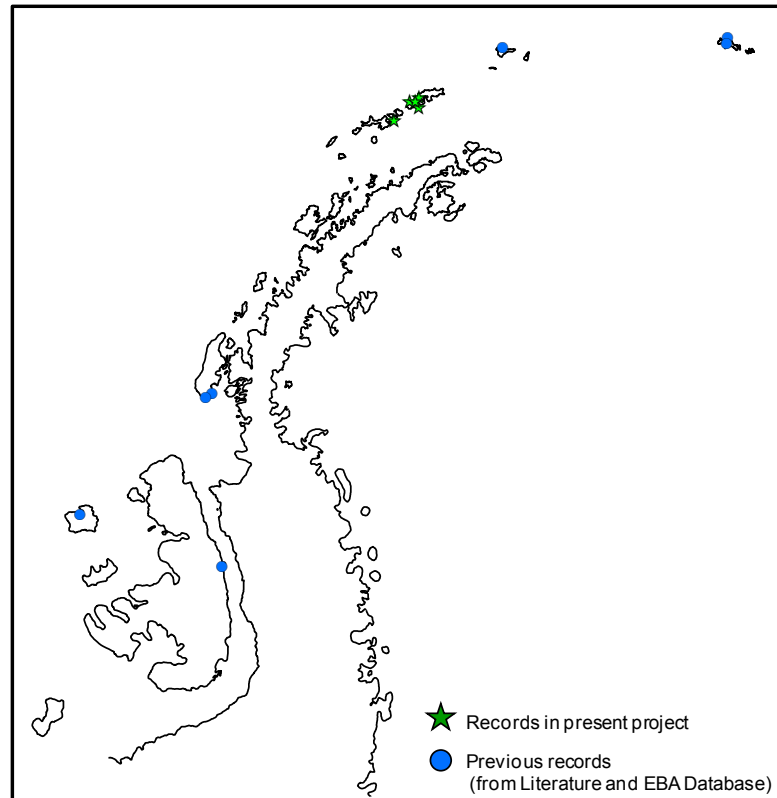 Records in present project
Previous records
(from Literature and EBA Database)